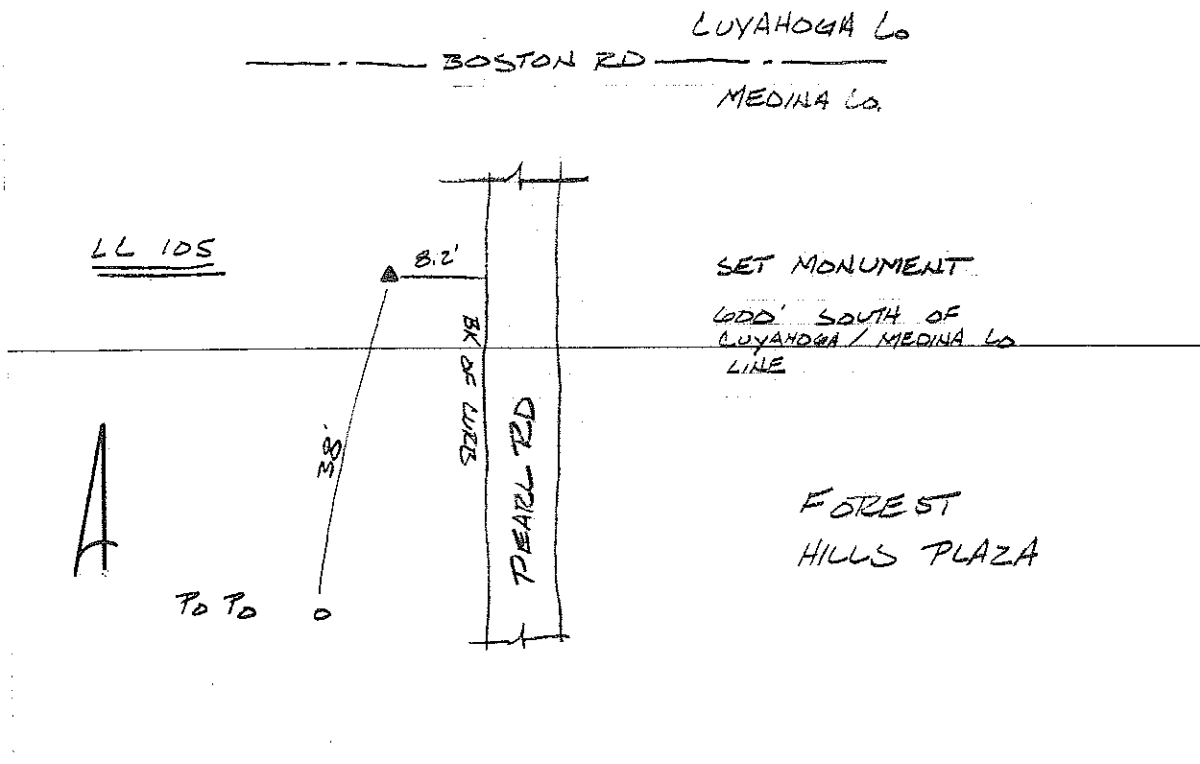 CUYAHOGA Co
BOSTON RD
MEDINA Co.
LL 105
8.2'
SET MONUMENT
600' SOUTH OF
CUYAHOGA / MEDINA Co
LINE
BK OF CURB
38'
PEARL RD
FOREST
HILLS PLAZA
Po Po